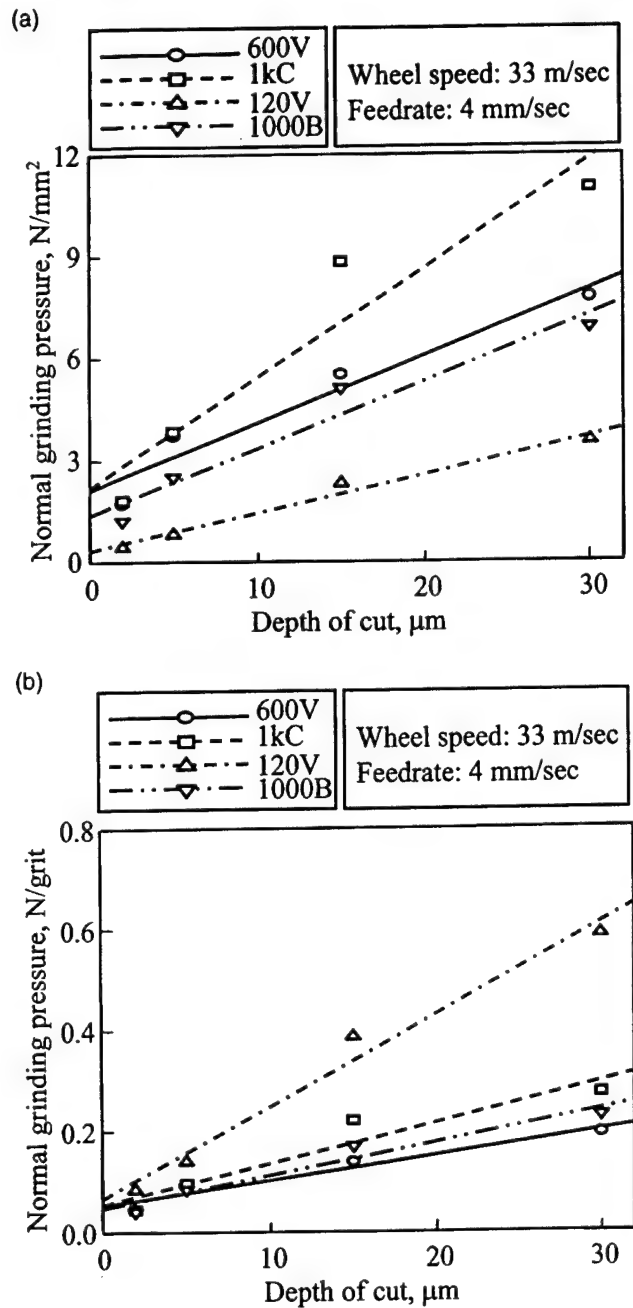 (a)
600V
1kC
120V
1000B
Wheel speed: 33 m/sec
Feedrate: 4 mm/sec
Normal grinding pressure, N/mm²
12
9
6
3
0
0
10
20
30
Depth of cut, μm
(b)
600V
1kC
120V
1000B
Wheel speed: 33 m/sec
Feedrate: 4 mm/sec
Normal grinding pressure, N/grit
0.8
0.6
0.4
0.2
0.0
0
10
20
30
Depth of cut, μm